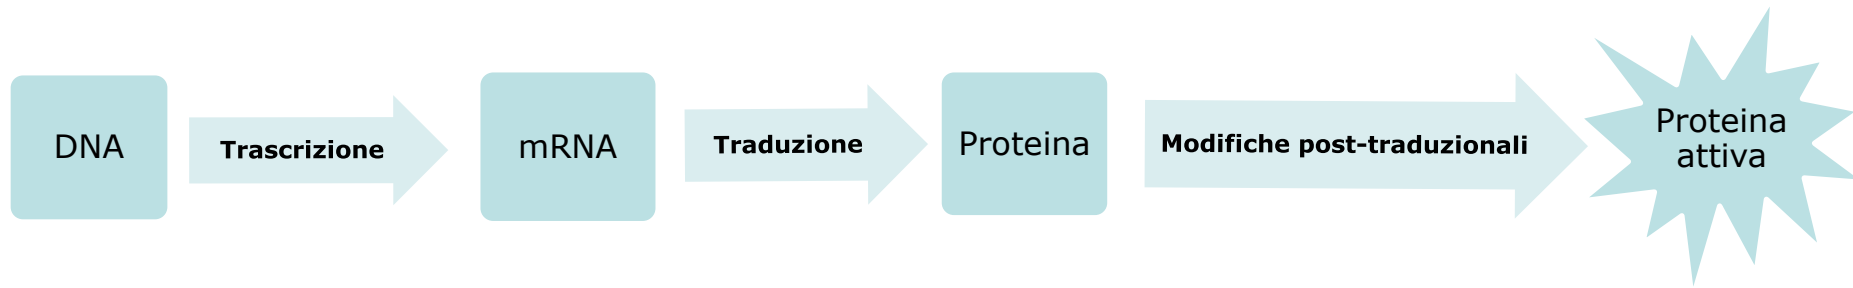 DNA
Trascrizione
mRNA
Traduzione
Proteina
Modifiche post-traduzionali
Proteina
attiva